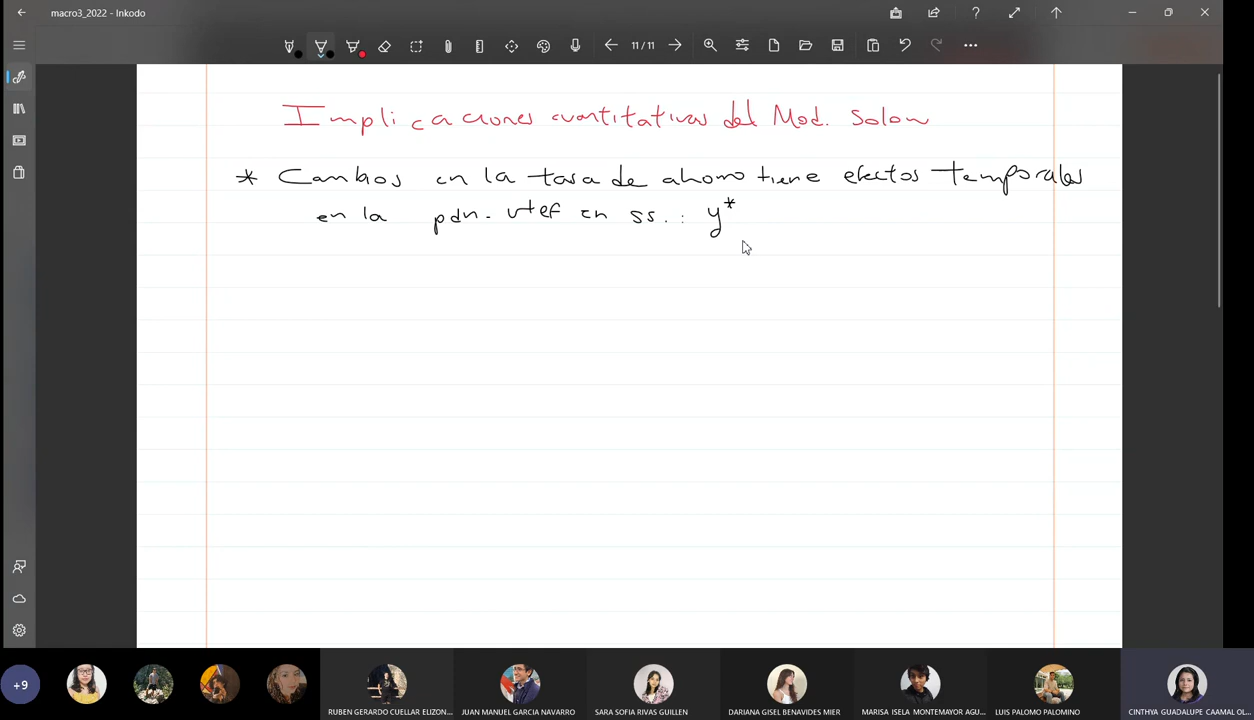 macro3_2022 - Inkodo
11/11
Implicaciones cuantitativas del Mod. Solow
* Cambios en la tasa de ahorro tiene efectos temporales
en la pdn. vtef en ss. : y*
+9
RUBEN GERARDO CUELLAR ELIZON...
JUAN MANUEL GARCIA NAVARRO
SARA SOFIA RIVAS GUILLEN
DARIANA GISEL BENAVIDES MIER
MARISA ISELA MONTEMAYOR AGU...
LUIS PALOMO PALOMINO
CINTHYA GUADALUPE CAAMAL OL...